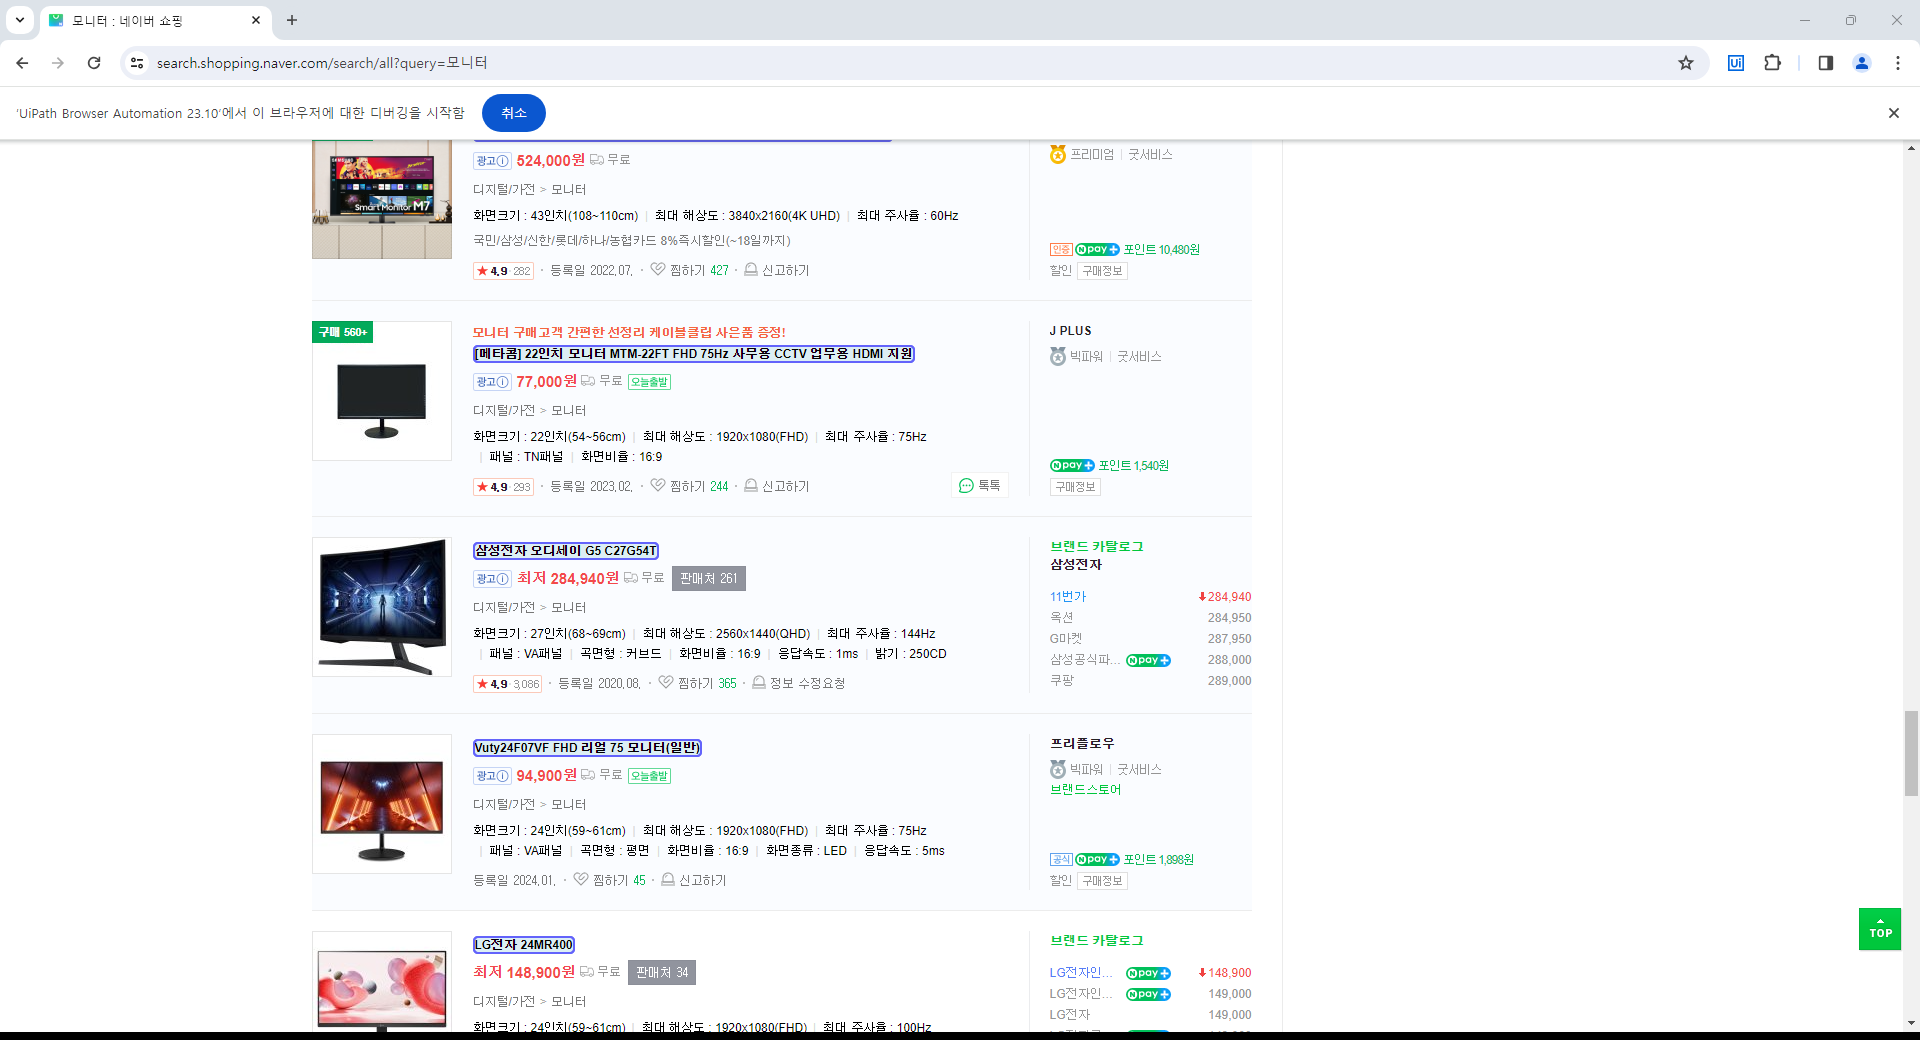 모니터 : 네이버 쇼핑
search.shopping.naver.com/search/all?query=모니터
'UiPath Browser Automation 23.10'에서 이 브라우저에 대한 디버깅을 시작함 취소
Smart Monitor M7
광고 524,000원 무료
디지털/가전 > 모니터
화면크기 : 43인치(108~110cm) 최대 해상도 : 3840x2160(4K UHD) 최대 주사율 : 60Hz
국민/삼성/신한/롯데/하나/농협카드 8%즉시할인(~18일까지)
★ 4.9 · 282 · 등록일 2022.07. · 찜하기 427 · 신고하기
프리미엄 굿서비스
인증 N pay+ 포인트 10,480원
할인 구매정보
구매 560+
모니터 구매고객 간편한 선정리 케이블클립 사은품 증정!
[메타콤] 22인치 모니터 MTM-22FT FHD 75Hz 사무용 CCTV 업무용 HDMI 지원
광고 77,000원 무료 오늘출발
디지털/가전 > 모니터
화면크기 : 22인치(54~56cm) 최대 해상도 : 1920x1080(FHD) 최대 주사율 : 75Hz
패널 : TN패널 화면비율 : 16:9
★ 4.9 · 293 · 등록일 2023.02. · 찜하기 244 · 신고하기
톡톡
J PLUS
빅파워 굿서비스
N pay+ 포인트 1,540원
구매정보
삼성전자 오디세이 G5 C27G54T
광고 최저 284,940원 무료 판매처 261
디지털/가전 > 모니터
화면크기 : 27인치(68~69cm) 최대 해상도 : 2560x1440(QHD) 최대 주사율 : 144Hz
패널 : VA패널 곡면형 : 커브드 화면비율 : 16:9 응답속도 : 1ms 밝기 : 250CD
★ 4.9 · 3,086 · 등록일 2020.08. · 찜하기 365 · 정보 수정요청
브랜드 카탈로그
삼성전자
11번가 284,940
옥션 284,950
G마켓 287,950
삼성공식파... N pay+ 288,000
쿠팡 289,000
Vuty24F07VF FHD 리얼 75 모니터(일반)
광고 94,900원 무료 오늘출발
디지털/가전 > 모니터
화면크기 : 24인치(59~61cm) 최대 해상도 : 1920x1080(FHD) 최대 주사율 : 75Hz
패널 : VA패널 곡면형 : 평면 화면비율 : 16:9 화면종류 : LED 응답속도 : 5ms
등록일 2024.01. · 찜하기 45 · 신고하기
프리플로우
빅파워 굿서비스
브랜드스토어
공식 N pay+ 포인트 1,898원
할인 구매정보
LG전자 24MR400
최저 148,900원 무료 판매처 34
디지털/가전 > 모니터
화면크기 : 24인치(59~61cm) 최대 해상도 : 1920x1080(FHD) 최대 주사율 : 100Hz
브랜드 카탈로그
LG전자인... N pay+ 148,900
LG전자인... N pay+ 149,000
LG전자 149,000
TOP